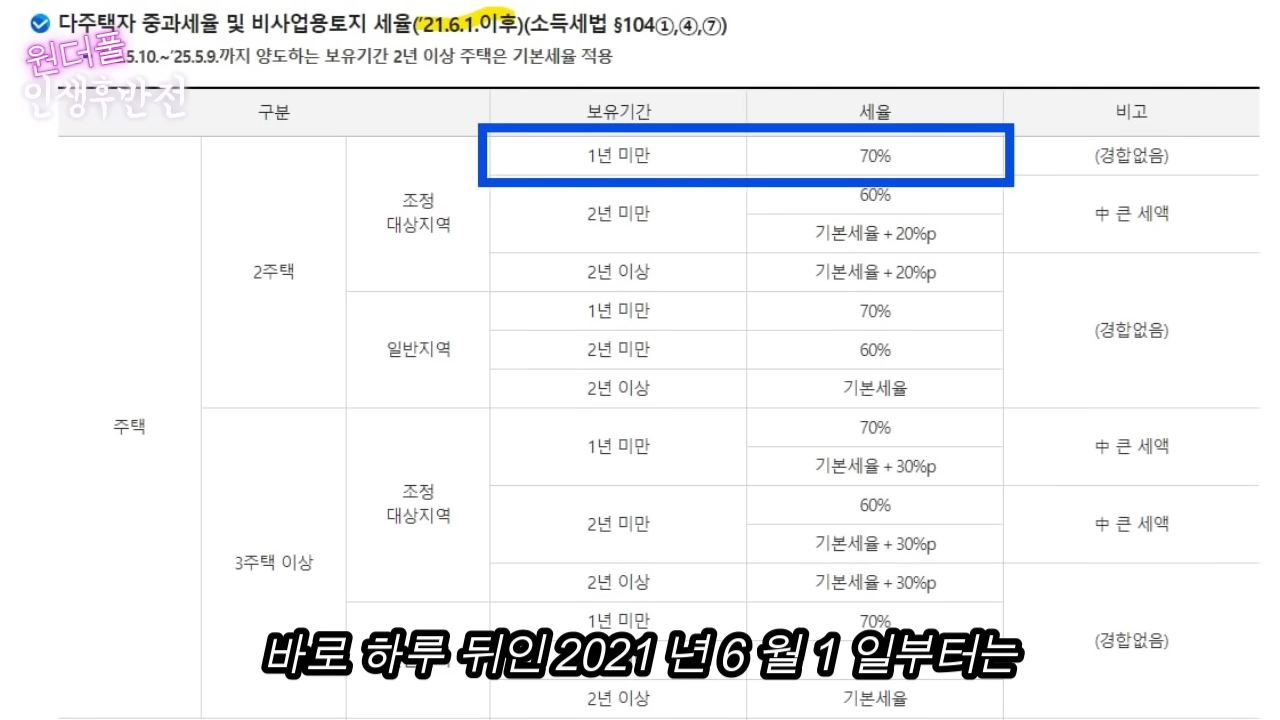 다주택자 중과세율 및 비사업용토지 세율('21.6.1.이후)(소득세법 §104①,④,⑦)
원더풀
5.10.~'25.5.9.까지 양도하는 보유기간 2년 이상 주택은 기본세율 적용
인생후반전
구분 보유기간 세율 비고
주택 2주택 조정 대상지역 1년 미만 70% (경합없음)
2년 미만 60% 中 큰 세액
기본세율 + 20%p
2년 이상 기본세율 + 20%p (경합없음)
일반지역 1년 미만 70%
2년 미만 60%
2년 이상 기본세율
3주택 이상 조정 대상지역 1년 미만 70% 中 큰 세액
기본세율 + 30%p
2년 미만 60% 中 큰 세액
기본세율 + 30%p
2년 이상 기본세율 + 30%p (경합없음)
1년 미만 70%
바로 하루 뒤인 2021 년 6 월 1 일부터는
2년 이상 기본세율